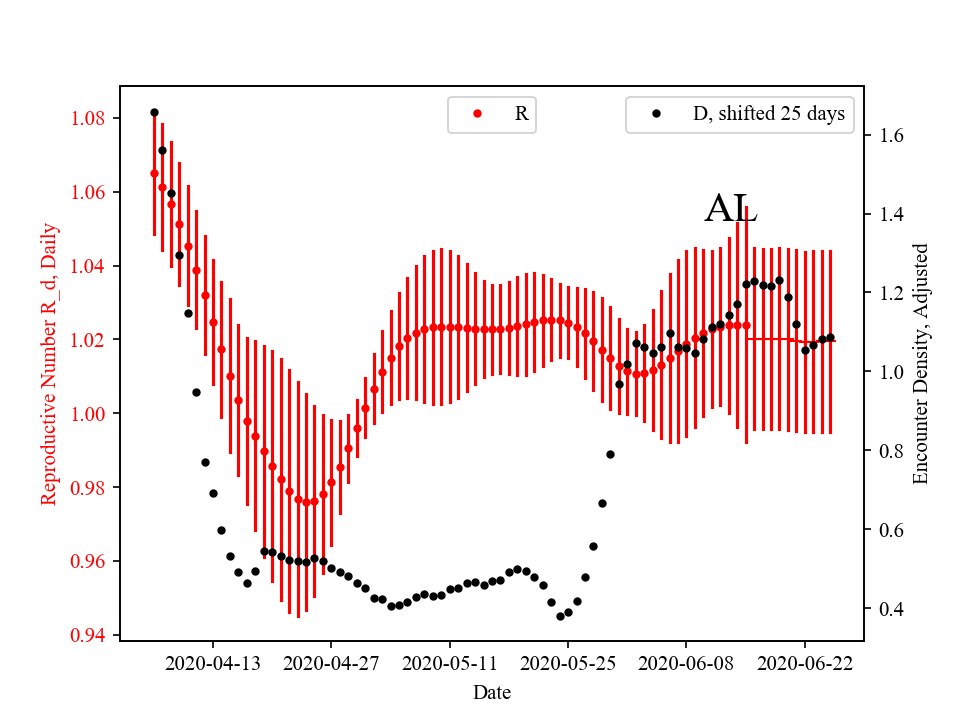 R
D, shifted 25 days
AL
Reproductive Number R_d, Daily
1.08
1.06
1.04
1.02
1.00
0.98
0.96
0.94
1.6
1.4
1.2
1.0
0.8
0.6
0.4
Encounter Density, Adjusted
2020-04-13 2020-04-27 2020-05-11 2020-05-25 2020-06-08 2020-06-22
Date